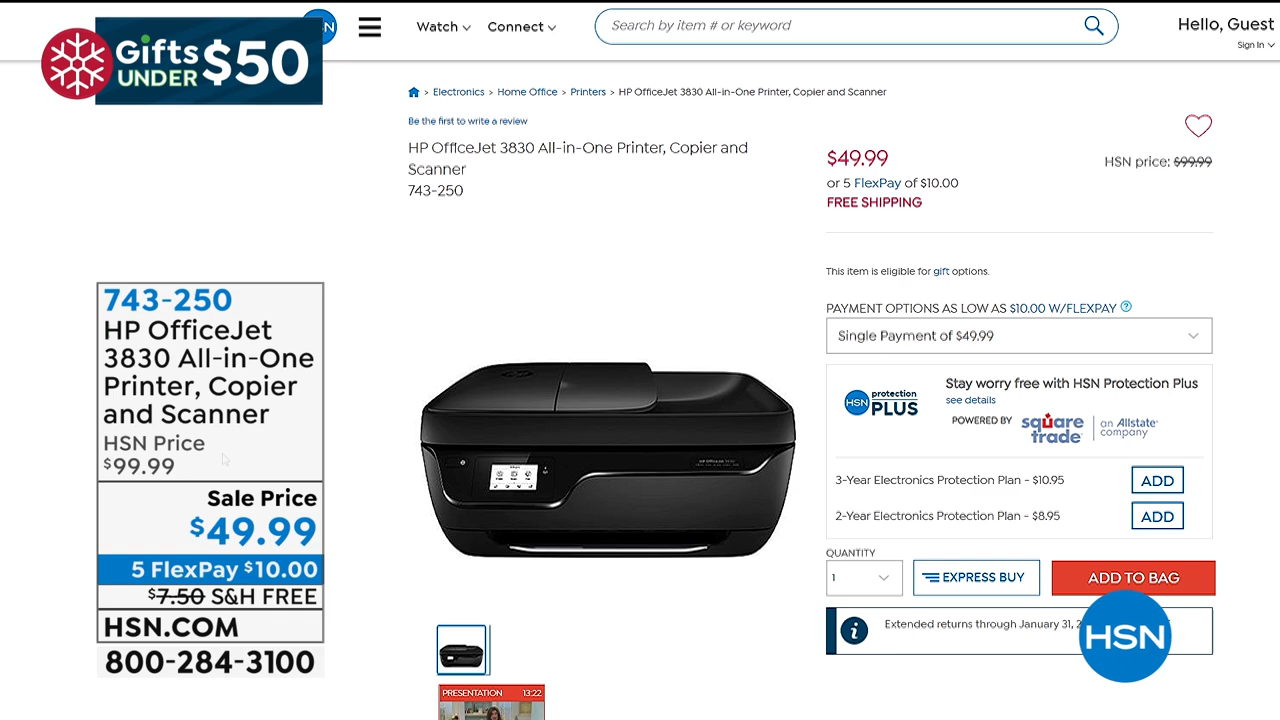 Gifts
UNDER $50
N
Watch
Connect
Search by item # or keyword
Hello, Guest
Sign In
> Electronics > Home Office > Printers > HP OfficeJet 3830 All-in-One Printer, Copier and Scanner
Be the first to write a review
HP OfficeJet 3830 All-in-One Printer, Copier and
Scanner
743-250
$49.99
HSN price: $99.99
or 5 FlexPay of $10.00
FREE SHIPPING
This item is eligible for gift options.
PAYMENT OPTIONS AS LOW AS $10.00 W/FLEXPAY ?
Single Payment of $49.99
HSN protection PLUS
Stay worry free with HSN Protection Plus
see details
POWERED BY square trade | an Allstate company
3-Year Electronics Protection Plan - $10.95
ADD
2-Year Electronics Protection Plan - $8.95
ADD
QUANTITY
1
EXPRESS BUY
ADD TO BAG
i
Extended returns through January 31, 2
HSN
743-250
HP OfficeJet
3830 All-in-One
Printer, Copier
and Scanner
HSN Price
$99.99
Sale Price
$49.99
5 FlexPay $10.00
$7.50 S&H FREE
HSN.COM
800-284-3100
PRESENTATION 13:22